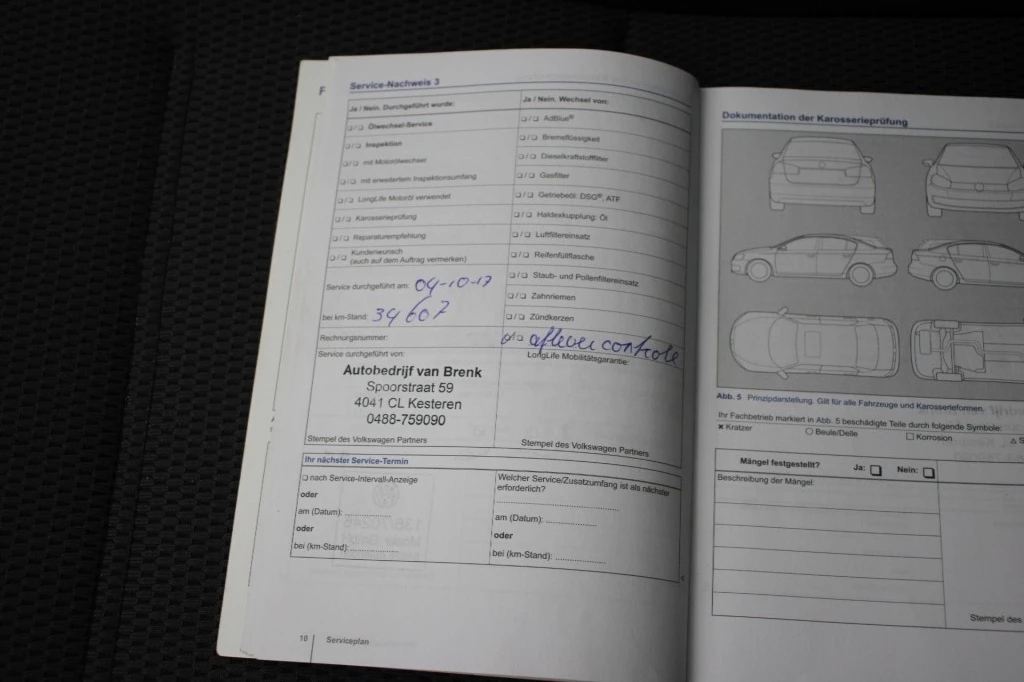 Service-Nachweis 3
Ja / Nein. Durchgeführt wurde:
❏ / ❏ Ölwechsel-Service
❏ / ❏ Inspektion
❏ / ❏ mit Motorölwechsel
❏ / ❏ mit erweitertem Inspektionsumfang
❏ / ❏ LongLife Motoröl verwendet
❏ / ❏ Karosserieprüfung
❏ / ❏ Reparaturempfehlung
❏ / ❏ Kundenwunsch
(auch auf dem Auftrag vermerken)
Service durchgeführt am: 04-10-17
bei km-Stand: 34607
Rechnungsnummer:
Service durchgeführt von:
Autobedrijf van Brenk
Spoorstraat 59
4041 CL Kesteren
0488-759090
Stempel des Volkswagen Partners
Ja / Nein. Wechsel von:
❏ / ❏ AdBlue®
❏ / ❏ Bremsflüssigkeit
❏ / ❏ Dieselkraftstofffilter
❏ / ❏ Gasfilter
❏ / ❏ Getriebeöl: DSG®, ATF
❏ / ❏ Haldexkupplung: Öl
❏ / ❏ Luftfiltereinsatz
❏ / ❏ Reifenfüllflasche
❏ / ❏ Staub- und Pollenfiltereinsatz
❏ / ❏ Zahnriemen
❏ / ❏ Zündkerzen
❏ / ❏ aflever controle
LongLife Mobilitätsgarantie:
Stempel des Volkswagen Partners
Ihr nächster Service-Termin
❏ nach Service-Intervall-Anzeige
oder
am (Datum):
oder
bei (km-Stand):
Welcher Service/Zusatzumfang ist als nächster
erforderlich?
am (Datum):
oder
bei (km-Stand):
10 Serviceplan
Dokumentation der Karosserieprüfung
Abb. 5 Prinzipdarstellung. Gilt für alle Fahrzeuge und Karosserieformen.
Ihr Fachbetrieb markiert in Abb. 5 beschädigte Teile durch folgende Symbole:
✖ Kratzer ○ Beule/Delle □ Korrosion △ S
Mängel festgestellt? Ja: ❏ Nein: ❏
Beschreibung der Mängel:
Stempel des